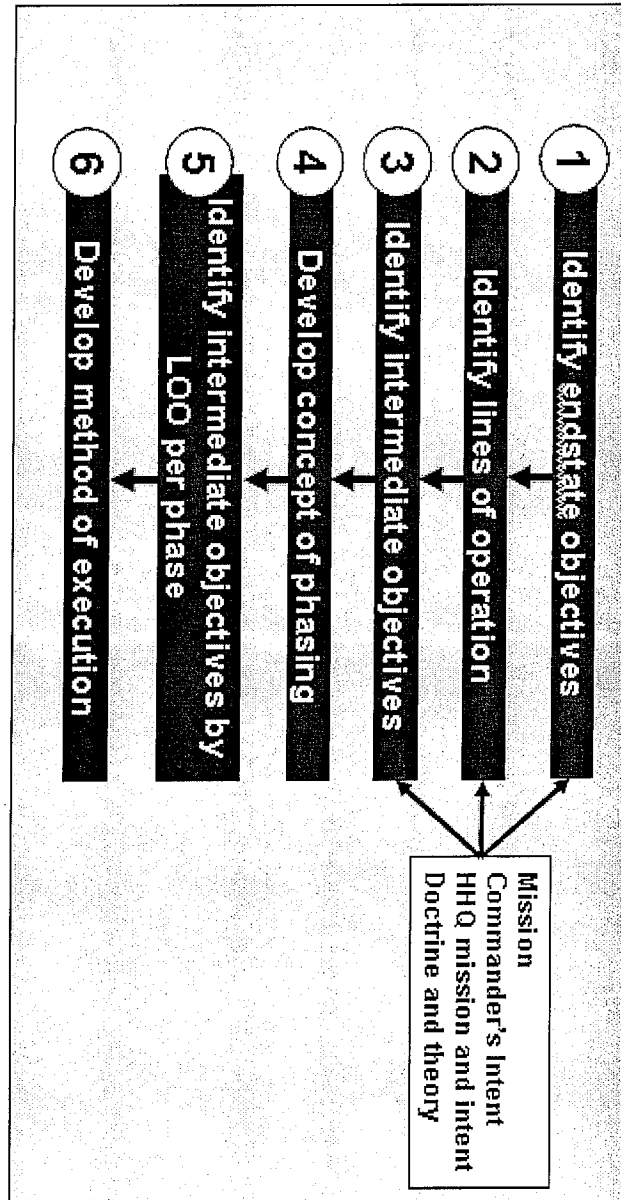 1 Identify endstate objectives
2 Identify lines of operation
3 Identify intermediate objectives
4 Develop concept of phasing
5 Identify intermediate objectives by
LOO per phase
6 Develop method of execution
Mission
Commander's Intent
HHQ mission and intent
Doctrine and theory